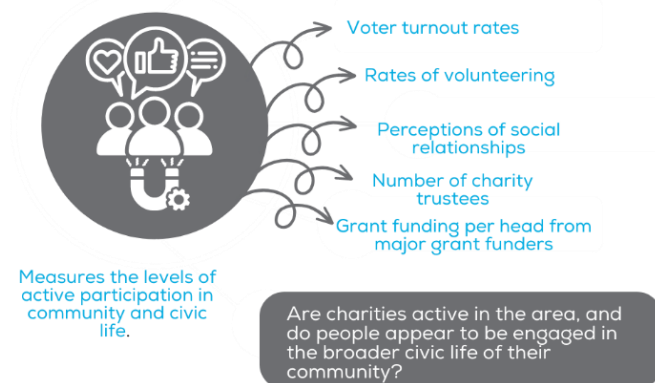 Voter turnout rates
Rates of volunteering
Perceptions of social
relationships
Number of charity
trustees
Grant funding per head from
major grant funders
Measures the levels of
active participation in
community and civic
life.
Are charities active in the area, and
do people appear to be engaged in
the broader civic life of their
community?